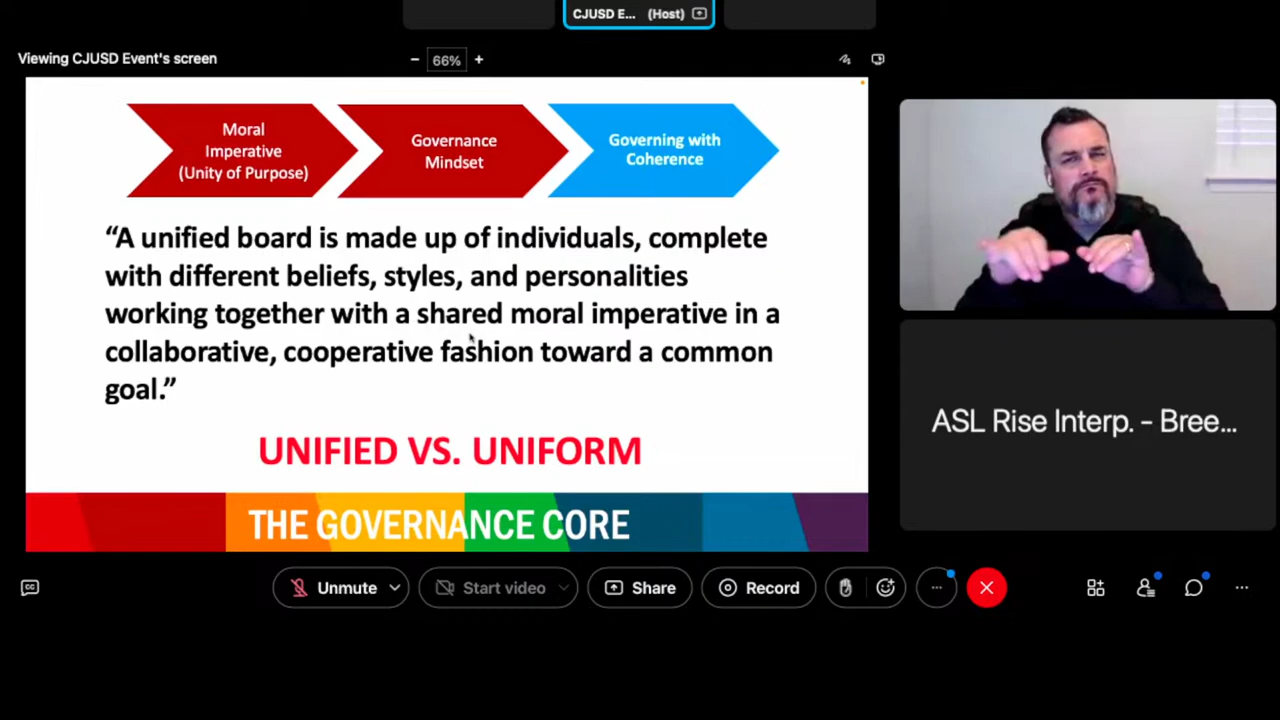 CJUSD E... (Host)
Viewing CJUSD Event's screen
− 66% +
Moral
Imperative
(Unity of Purpose)
Governance
Mindset
Governing with
Coherence
“A unified board is made up of individuals, complete
with different beliefs, styles, and personalities
working together with a shared moral imperative in a
collaborative, cooperative fashion toward a common
goal.”
UNIFIED VS. UNIFORM
THE GOVERNANCE CORE
ASL Rise Interp. - Bree...
CC
Unmute
Start video
Share
Record